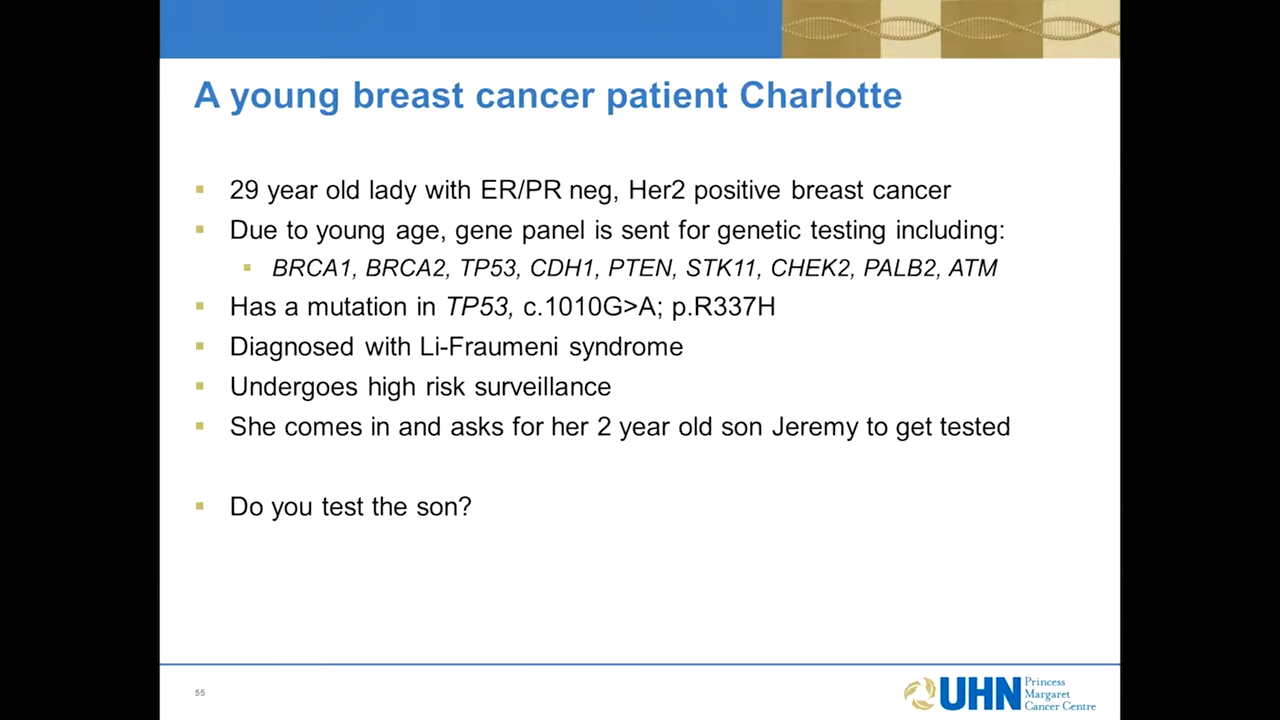 A young breast cancer patient Charlotte
▪ 29 year old lady with ER/PR neg, Her2 positive breast cancer
▪ Due to young age, gene panel is sent for genetic testing including:
▪ BRCA1, BRCA2, TP53, CDH1, PTEN, STK11, CHEK2, PALB2, ATM
▪ Has a mutation in TP53, c.1010G>A; p.R337H
▪ Diagnosed with Li-Fraumeni syndrome
▪ Undergoes high risk surveillance
▪ She comes in and asks for her 2 year old son Jeremy to get tested
▪ Do you test the son?
55
UHN
Princess
Margaret
Cancer Centre